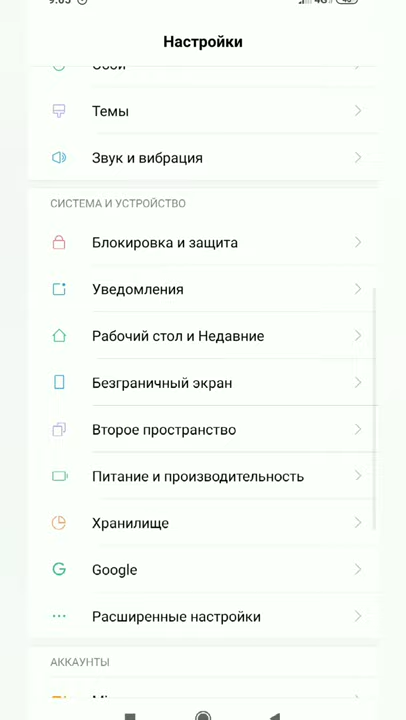 Настройки
Обои
Темы
Звук и вибрация
СИСТЕМА И УСТРОЙСТВО
Блокировка и защита
Уведомления
Рабочий стол и Недавние
Безграничный экран
Второе пространство
Питание и производительность
Хранилище
Google
Расширенные настройки
АККАУНТЫ